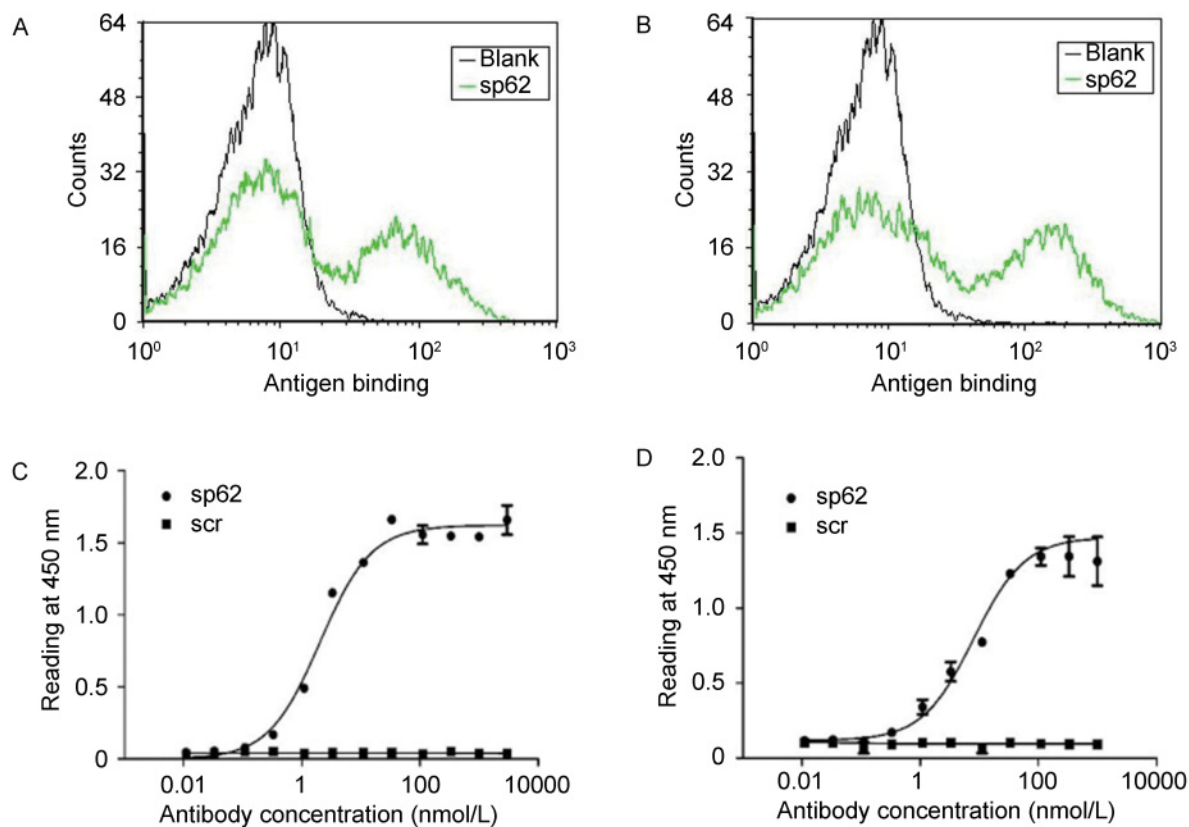 A
64
48
32
16
0
Counts
Blank
sp62
10⁰
10¹
10²
10³
Antigen binding
B
64
48
32
16
0
Counts
Blank
sp62
10⁰
10¹
10²
10³
Antigen binding
C
2.0
1.5
1.0
0.5
0
Reading at 450 nm
sp62
scr
0.01
1
100
10000
Antibody concentration (nmol/L)
D
2.0
1.5
1.0
0.5
0
Reading at 450 nm
sp62
scr
0.01
1
100
10000
Antibody concentration (nmol/L)